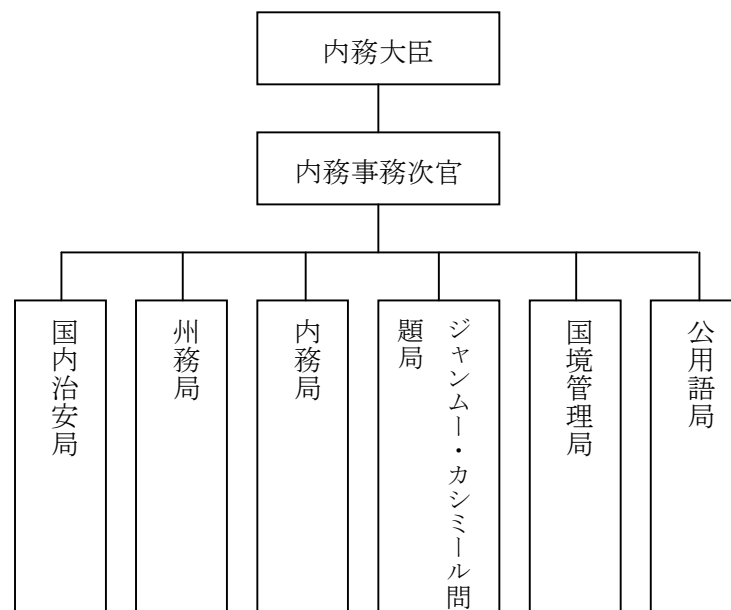 内務大臣
内務事務次官
国内治安局
州務局
内務局
ジャンムー・カシミール問
題局
国境管理局
公用語局